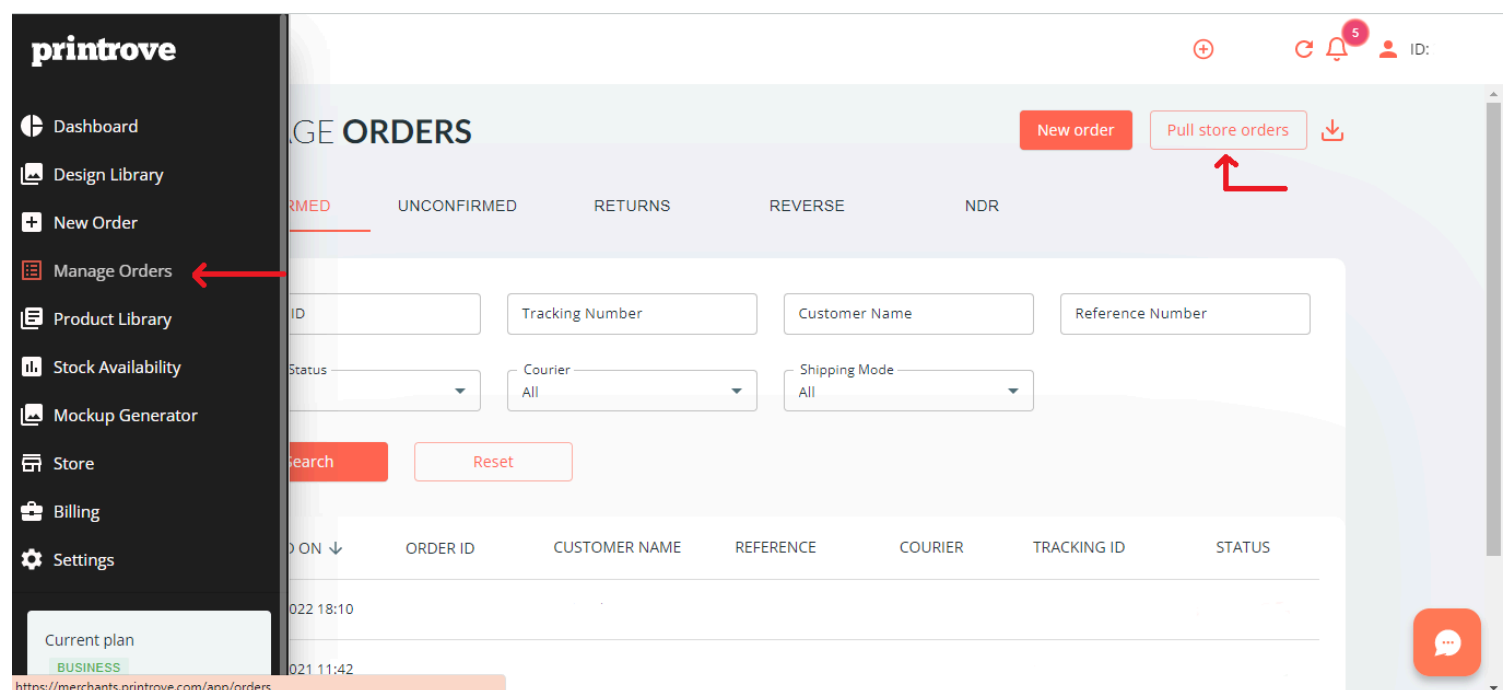 printrove
5
ID:
Dashboard
Design Library
New Order
Manage Orders
Product Library
Stock Availability
Mockup Generator
Store
Billing
Settings
Current plan
BUSINESS
https://merchants.printrove.com/app/orders
GE ORDERS
New order
Pull store orders
RMED
UNCONFIRMED
RETURNS
REVERSE
NDR
ID
Tracking Number
Customer Name
Reference Number
Status
Courier
All
Shipping Mode
All
Search
Reset
ON
ORDER ID
CUSTOMER NAME
REFERENCE
COURIER
TRACKING ID
STATUS
022 18:10
021 11:42